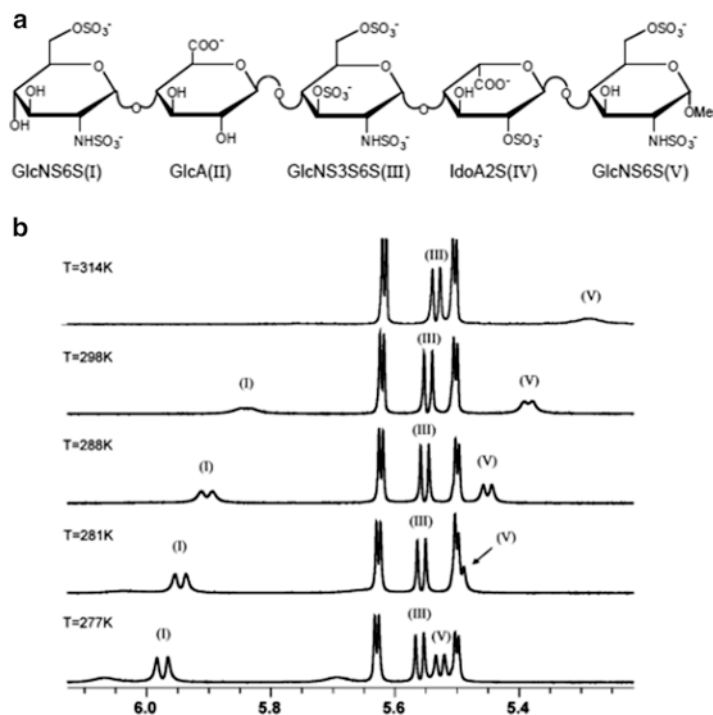 a
OSO₃⁻ COO⁻ OSO₃⁻ OSO₃⁻
O O O O O
HO OH O HO O OSO₃⁻ O OH COO⁻ O OH OMe
NHSO₃⁻ OH NHSO₃⁻ OSO₃⁻ NHSO₃⁻
GlcNS6S(I) GlcA(II) GlcNS3S6S(III) IdoA2S(IV) GlcNS6S(V)
b
T=314K (III) (V)
T=298K (I) (III) (V)
T=288K (I) (III) (V)
T=281K (I) (III) (V)
T=277K (I) (III) (V)
6.0 5.8 5.6 5.4